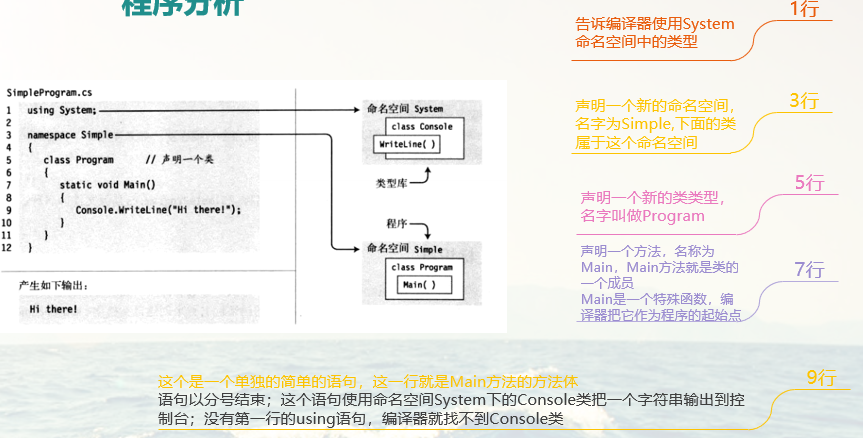 程序分析
1行
告诉编译器使用System
命名空间中的类型
SimpleProgram.cs
1 using System;
2
3 namespace Simple
4 {
5 class Program // 声明一个类
6 {
7 static void Main()
8 {
9 Console.WriteLine("Hi there!");
10 }
11 }
12 }
产生如下输出：
Hi there!
命名空间 System
class Console
WriteLine( )
类型库
程序
命名空间 Simple
class Program
Main( )
3行
声明一个新的命名空间，
名字为Simple,下面的类
属于这个命名空间
5行
声明一个新的类类型，
名字叫做Program
7行
声明一个方法，名称为
Main，Main方法就是类的
一个成员
Main是一个特殊函数，编
译器把它作为程序的起始点
9行
这个是一个单独的简单的语句，这一行就是Main方法的方法体
语句以分号结束；这个语句使用命名空间System下的Console类把一个字符串输出到控
制台；没有第一行的using语句，编译器就找不到Console类